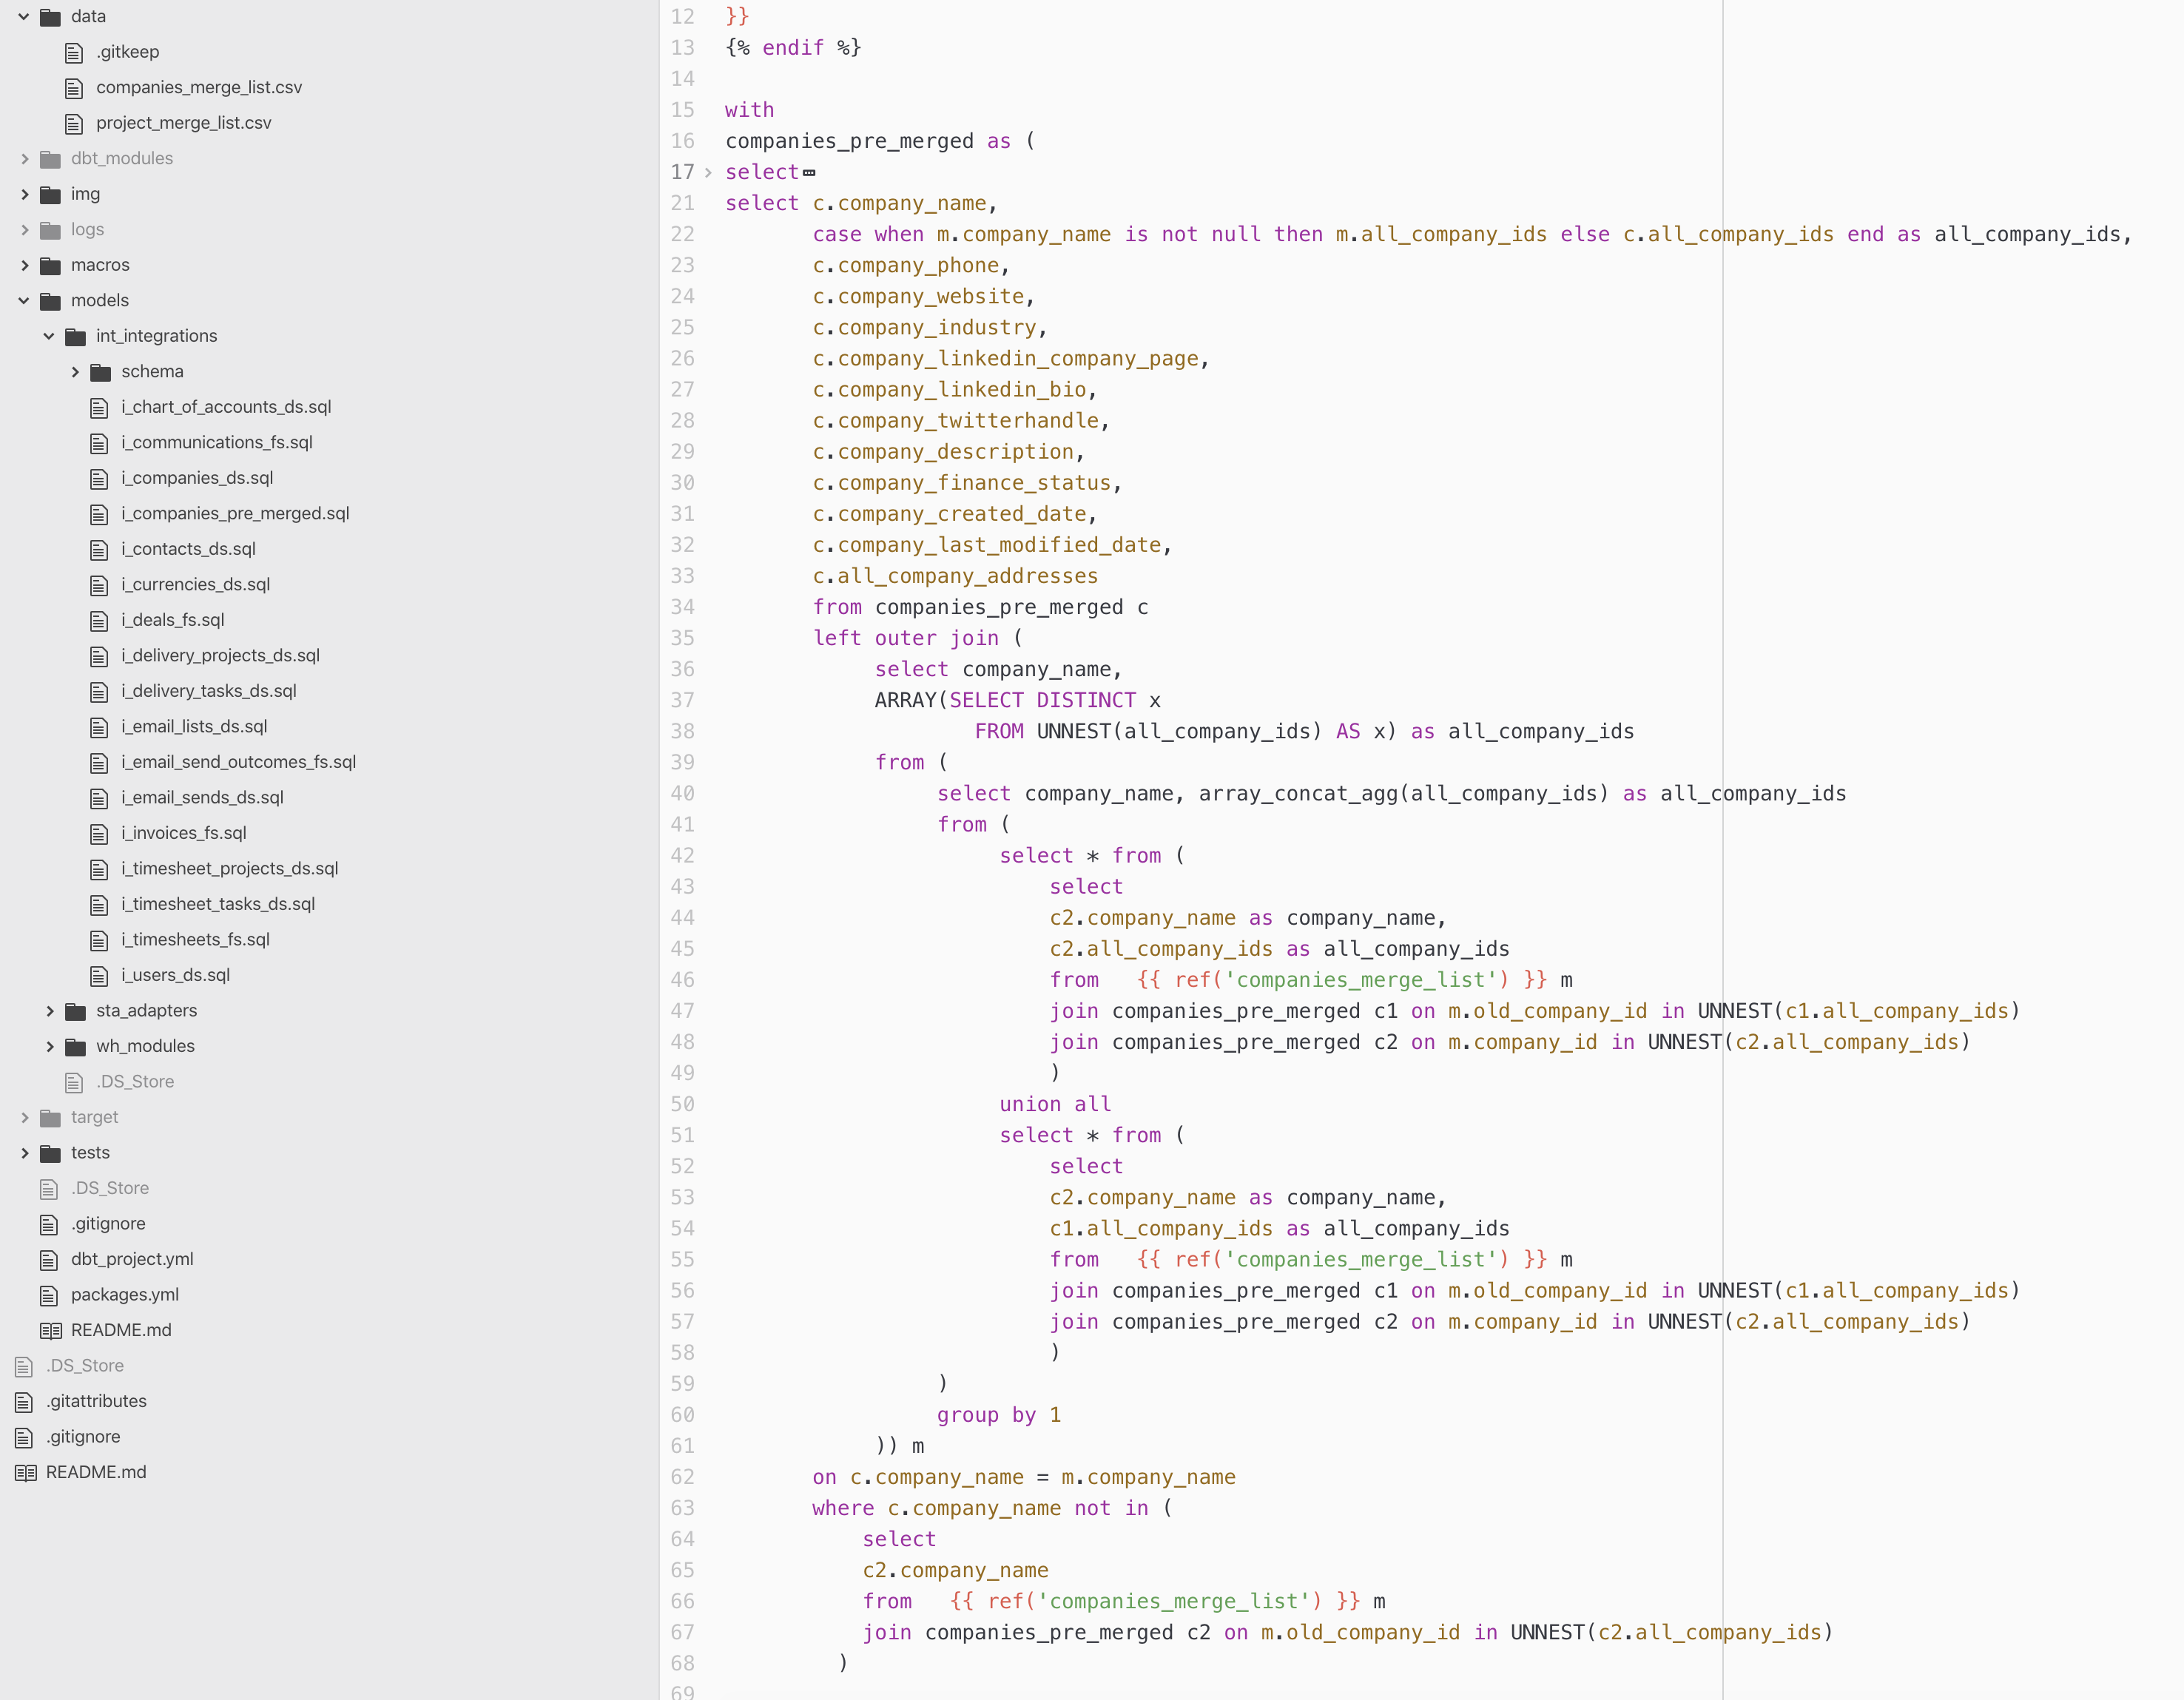 data
.gitkeep
companies_merge_list.csv
project_merge_list.csv
dbt_modules
img
logs
macros
models
int_integrations
schema
i_chart_of_accounts_ds.sql
i_communications_fs.sql
i_companies_ds.sql
i_companies_pre_merged.sql
i_contacts_ds.sql
i_currencies_ds.sql
i_deals_fs.sql
i_delivery_projects_ds.sql
i_delivery_tasks_ds.sql
i_email_lists_ds.sql
i_email_send_outcomes_fs.sql
i_email_sends_ds.sql
i_invoices_fs.sql
i_timesheet_projects_ds.sql
i_timesheet_tasks_ds.sql
i_timesheets_fs.sql
i_users_ds.sql
sta_adapters
wh_modules
.DS_Store
target
tests
.DS_Store
.gitignore
dbt_project.yml
packages.yml
README.md
.DS_Store
.gitattributes
.gitignore
README.md
12 }}
13 {% endif %}
14
15 with
16 companies_pre_merged as (
17 select
21 select c.company_name,
22 case when m.company_name is not null then m.all_company_ids else c.all_company_ids end as all_company_ids,
23 c.company_phone,
24 c.company_website,
25 c.company_industry,
26 c.company_linkedin_company_page,
27 c.company_linkedin_bio,
28 c.company_twitterhandle,
29 c.company_description,
30 c.company_finance_status,
31 c.company_created_date,
32 c.company_last_modified_date,
33 c.all_company_addresses
34 from companies_pre_merged c
35 left outer join (
36 select company_name,
37 ARRAY(SELECT DISTINCT x
38 FROM UNNEST(all_company_ids) AS x) as all_company_ids
39 from (
40 select company_name, array_concat_agg(all_company_ids) as all_company_ids
41 from (
42 select * from (
43 select
44 c2.company_name as company_name,
45 c2.all_company_ids as all_company_ids
46 from {{ ref('companies_merge_list') }} m
47 join companies_pre_merged c1 on m.old_company_id in UNNEST(c1.all_company_ids)
48 join companies_pre_merged c2 on m.company_id in UNNEST(c2.all_company_ids)
49 )
50 union all
51 select * from (
52 select
53 c2.company_name as company_name,
54 c1.all_company_ids as all_company_ids
55 from {{ ref('companies_merge_list') }} m
56 join companies_pre_merged c1 on m.old_company_id in UNNEST(c1.all_company_ids)
57 join companies_pre_merged c2 on m.company_id in UNNEST(c2.all_company_ids)
58 )
59 )
60 group by 1
61 )) m
62 on c.company_name = m.company_name
63 where c.company_name not in (
64 select
65 c2.company_name
66 from {{ ref('companies_merge_list') }} m
67 join companies_pre_merged c2 on m.old_company_id in UNNEST(c2.all_company_ids)
68 )
69